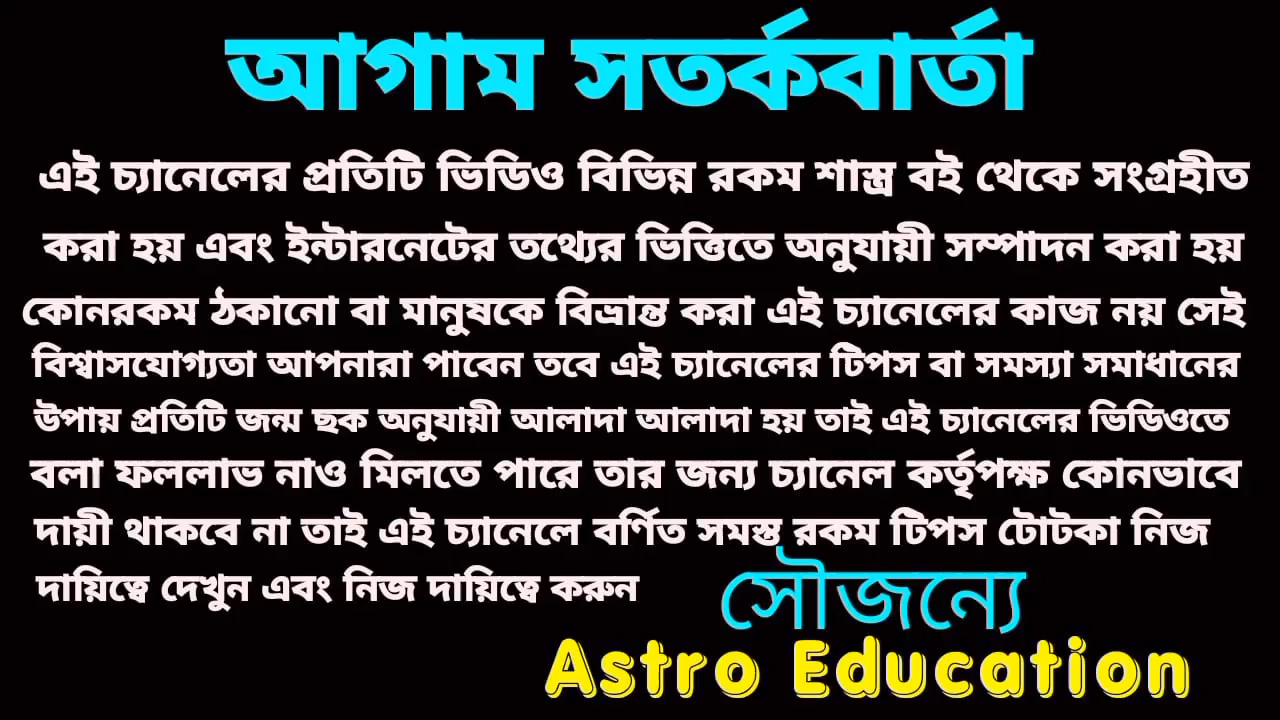 আগাম সতর্কবার্তা
এই চ্যানেলের প্রতিটি ভিডিও বিভিন্ন রকম শাস্ত্র বই থেকে সংগ্রহীত
করা হয় এবং ইন্টারনেটের তথ্যের ভিত্তিতে অনুযায়ী সম্পাদন করা হয়
কোনরকম ঠকানো বা মানুষকে বিভ্রান্ত করা এই চ্যানেলের কাজ নয় সেই
বিশ্বাসযোগ্যতা আপনারা পাবেন তবে এই চ্যানেলের টিপস বা সমস্যা সমাধানের
উপায় প্রতিটি জন্ম ছক অনুযায়ী আলাদা আলাদা হয় তাই এই চ্যানেলের ভিডিওতে
বলা ফললাভ নাও মিলতে পারে তার জন্য চ্যানেল কর্তৃপক্ষ কোনভাবে
দায়ী থাকবে না তাই এই চ্যানেলে বর্ণিত সমস্ত রকম টিপস টোটকা নিজ
দায়িত্বে দেখুন এবং নিজ দায়িত্বে করুন
সৌজন্যে
Astro Education